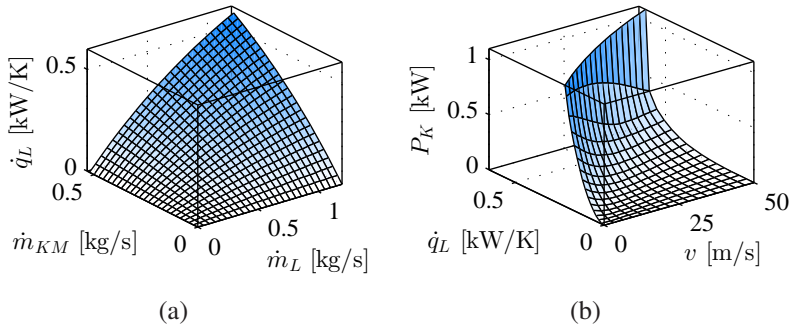 0.5
0
q̇_L [kW/K]
0.5
0
ṁ_KM [kg/s]
0
0.5
1
ṁ_L [kg/s]
(a)
1
0.5
0
P_K [kW]
0.5
0
q̇_L [kW/K]
0
25
50
v [m/s]
(b)